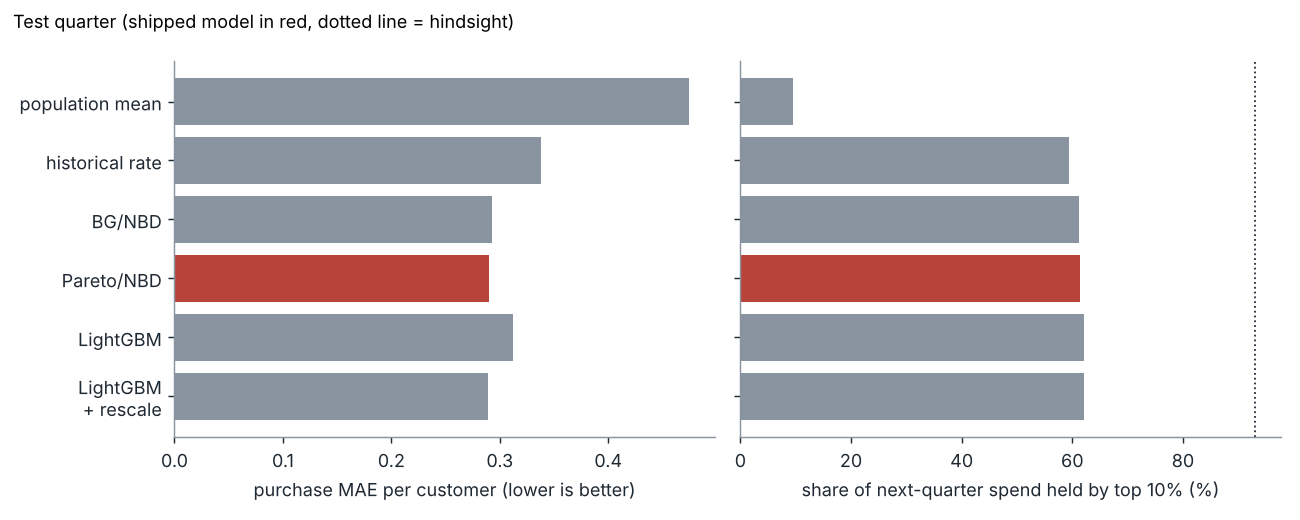 Test quarter (shipped model in red, dotted line = hindsight)
population mean
historical rate
BG/NBD
Pareto/NBD
LightGBM
LightGBM
+ rescale
0.0 0.1 0.2 0.3 0.4
purchase MAE per customer (lower is better)
0 20 40 60 80
share of next-quarter spend held by top 10% (%)